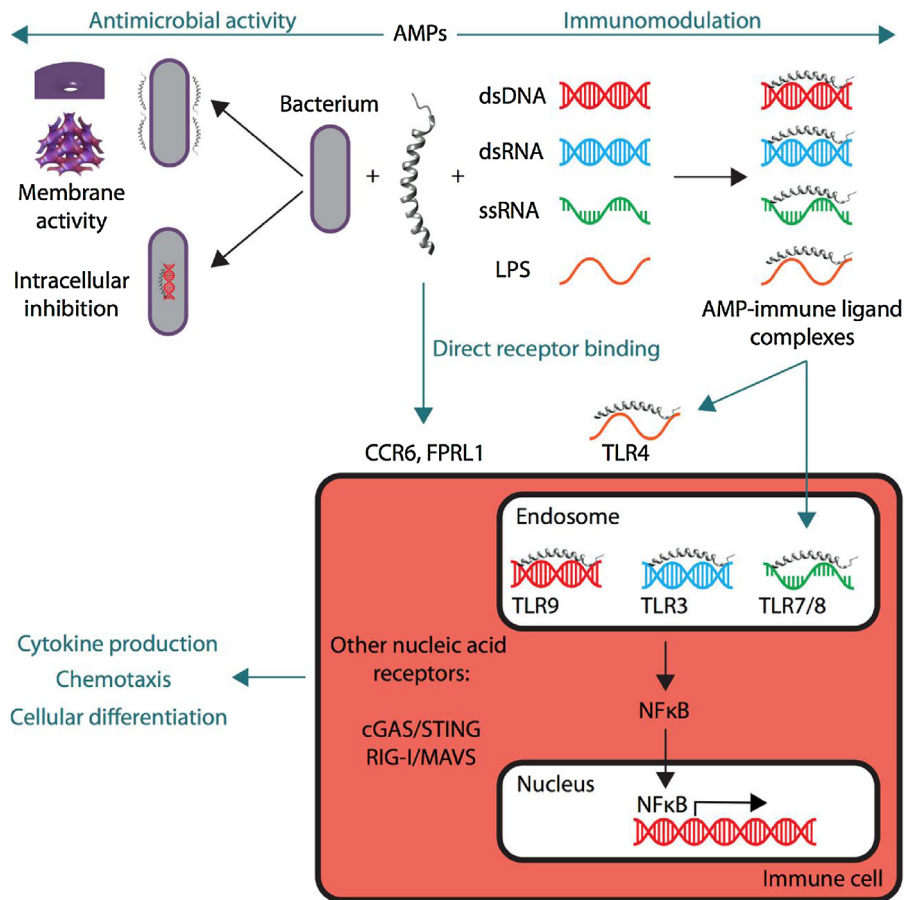 Antimicrobial activity
AMPs
Immunomodulation
Bacterium
+
+
dsDNA
dsRNA
ssRNA
LPS
Membrane
activity
Intracellular
inhibition
AMP-immune ligand
complexes
Direct receptor binding
CCR6, FPRL1
TLR4
Endosome
TLR9
TLR3
TLR7/8
Other nucleic acid
receptors:
cGAS/STING
RIG-I/MAVS
NFκB
Cytokine production
Chemotaxis
Cellular differentiation
Nucleus
NFκB
Immune cell